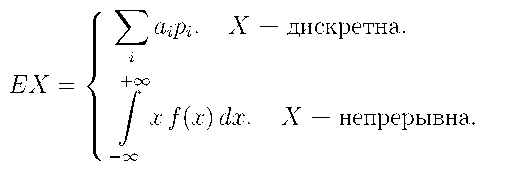 EX = { ∑_i a_i p_i. X — дискретна.
∫_{−∞}^{+∞} x f(x) dx. X — непрерывна.